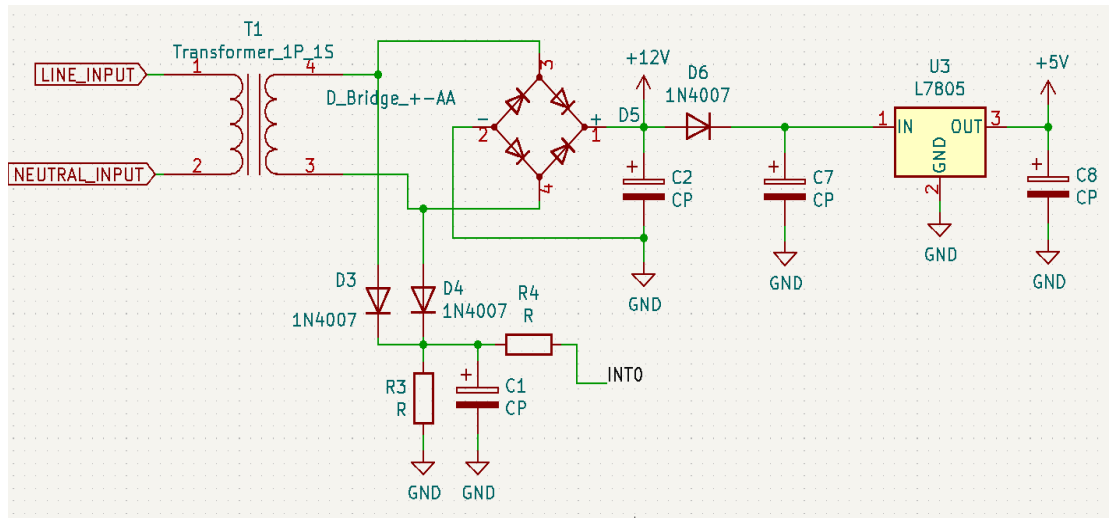 T1
Transformer_1P_1S
LINE_INPUT
1
4
NEUTRAL_INPUT
2
3
D_Bridge_+-AA
3
-
2
+
1
4
D5
+12V
D6
1N4007
U3
L7805
1
IN
OUT
3
GND
2
GND
+5V
+
C2
CP
GND
+
C7
CP
GND
+
C8
CP
GND
D3
1N4007
D4
1N4007
R4
R
INT0
R3
R
+
C1
CP
GND
GND